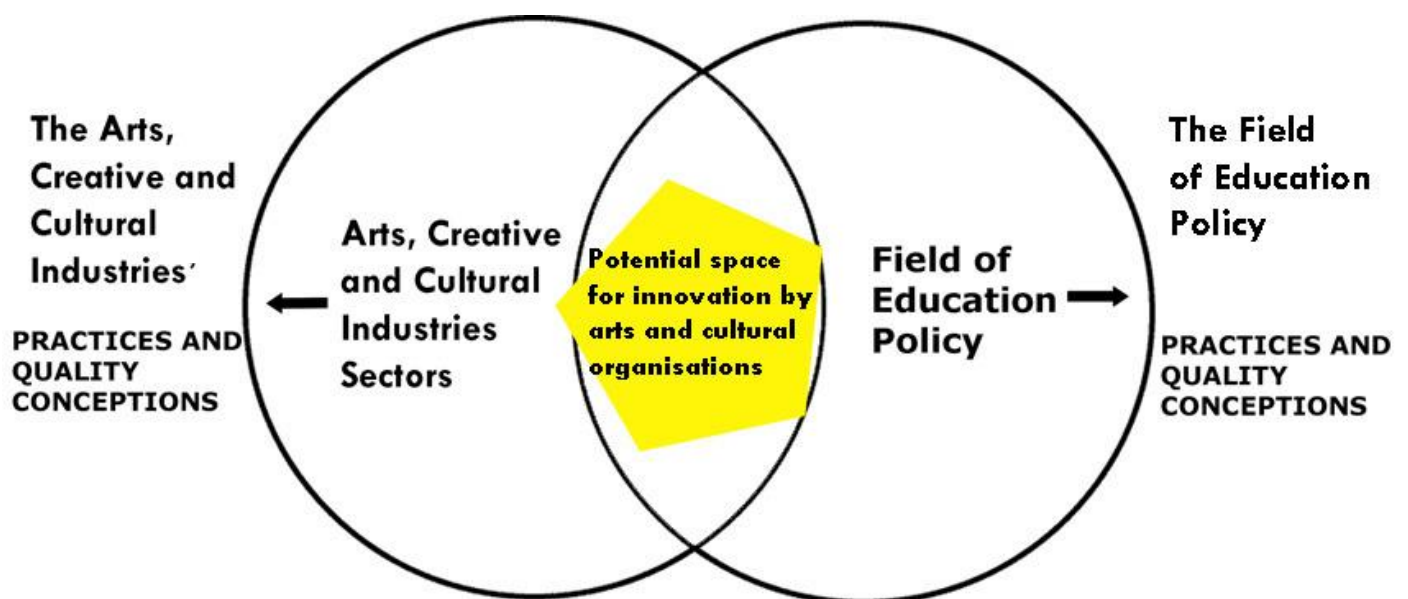 The Arts,
Creative and
Cultural
Industries’
PRACTICES AND
QUALITY
CONCEPTIONS
Arts, Creative
and Cultural
Industries
Sectors
Potential space
for innovation by
arts and cultural
organisations
Field of
Education
Policy
The Field
of Education
Policy
PRACTICES AND
QUALITY
CONCEPTIONS